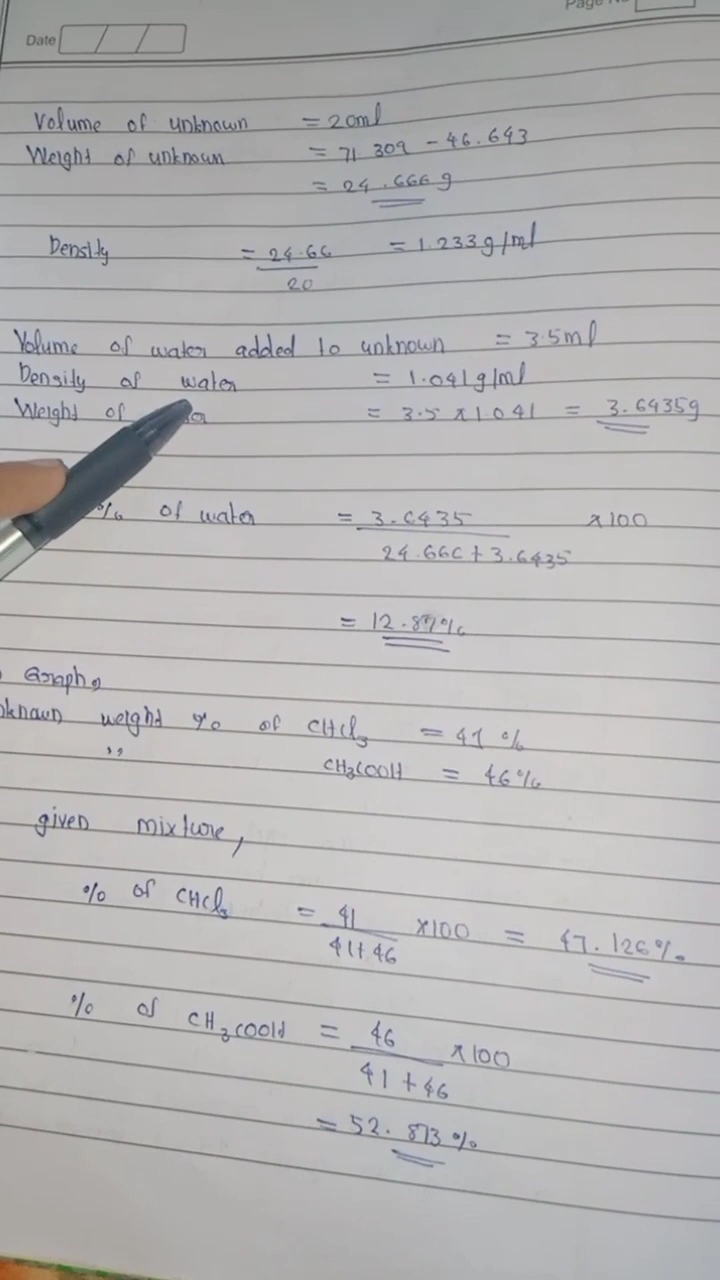 Page No
Date
Volume of unknown = 20ml
Weight of unknown = 71.309 - 46.643
= 24.666 g
Density = 24.66 / 20 = 1.233 g/ml
Volume of water added to unknown = 3.5ml
Density of water = 1.041 g/ml
Weight of = 3.5 x 1.041 = 3.6435g
% of water = 3.6435 / 24.666 + 3.6435 x 100
= 12.87%
Graph,
weight % of CHCl3 = 41 %
,, CH3COOH = 46%
given mixture,
% of CHCl3 = 41 / 41+46 x100 = 47.126%
% of CH3COOH = 46 / 41 + 46 x100
= 52.873 %